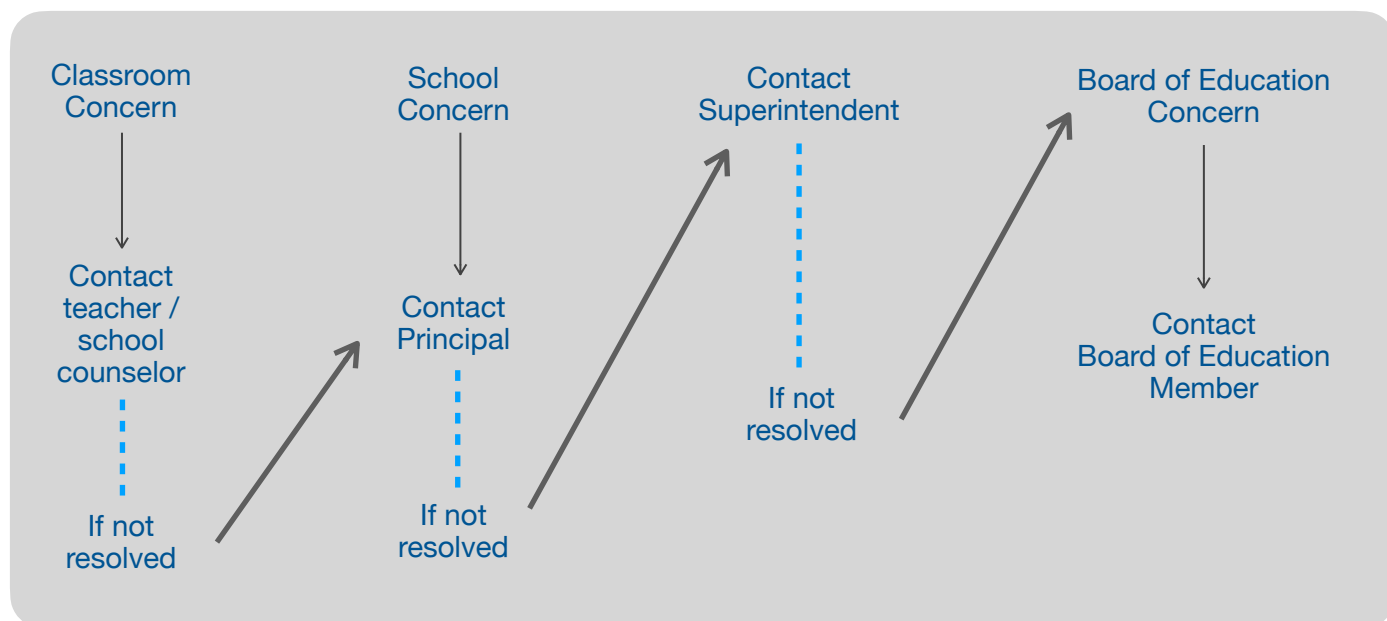 Classroom
Concern
Contact
teacher /
school
counselor
If not
resolved
School
Concern
Contact
Principal
If not
resolved
Contact
Superintendent
If not
resolved
Board of Education
Concern
Contact
Board of Education
Member